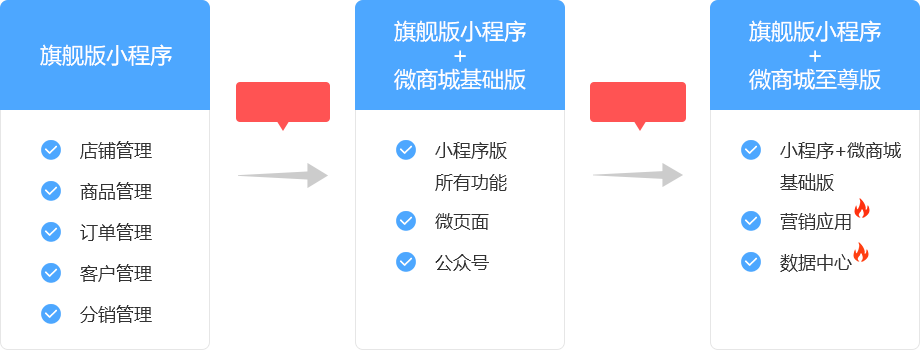 旗舰版小程序
店铺管理
商品管理
订单管理
客户管理
分销管理
旗舰版小程序
+
微商城基础版
小程序版
所有功能
微页面
公众号
旗舰版小程序
+
微商城至尊版
小程序+微商城
基础版
营销应用
数据中心